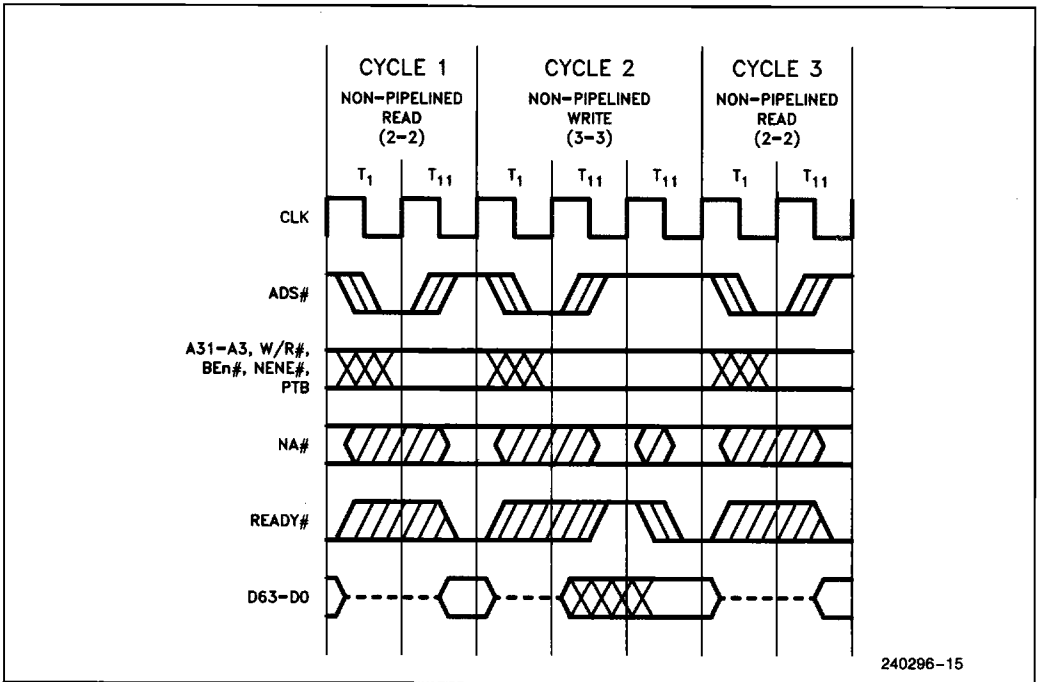 CYCLE 1 CYCLE 2 CYCLE 3
NON-PIPELINED NON-PIPELINED NON-PIPELINED
READ WRITE READ
(2-2) (3-3) (2-2)
T₁ T₁₁ T₁ T₁₁ T₁₁ T₁ T₁₁
CLK
ADS#
A31-A3, W/R#,
BEn#, NENE#,
PTB
NA#
READY#
D63-D0
240296-15